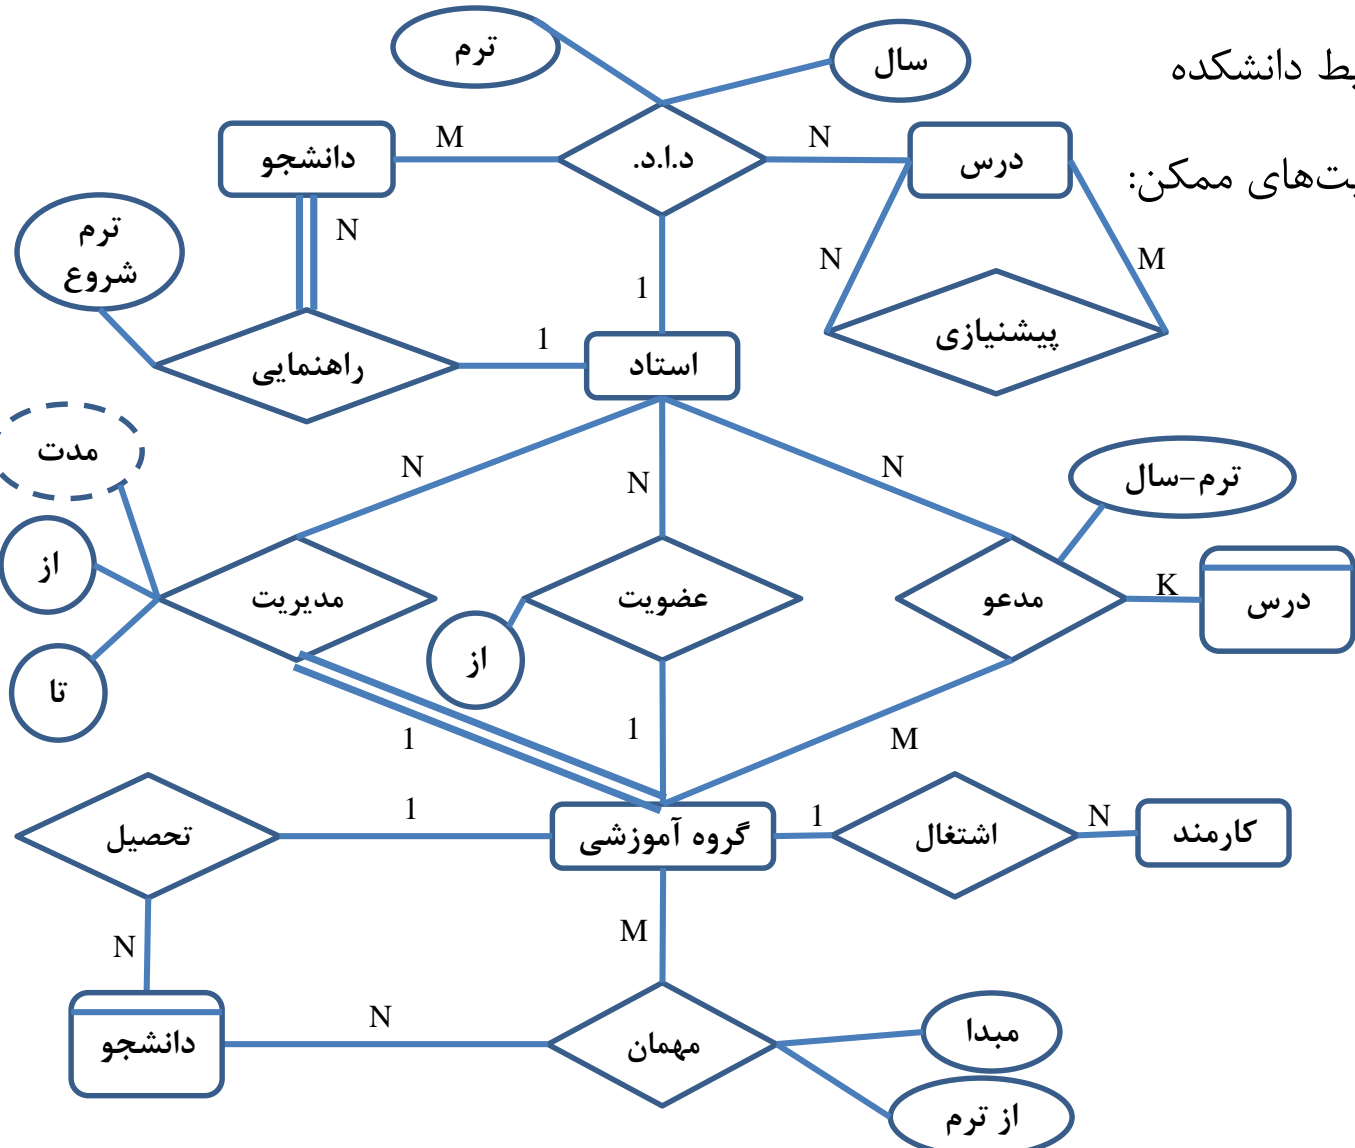 ترم
سال
بط دانشکده
دانشجو
M
د.ا.د.
N
درس
یت‌های ممکن:
ترم
شروع
N
N
M
1
پیشنیازی
راهنمایی
1
استاد
مدت
N
N
N
ترم-سال
از
مدیریت
عضویت
مدعو
K
درس
از
تا
1
1
M
تحصیل
1
گروه آموزشی
1
اشتغال
N
کارمند
N
M
دانشجو
N
مهمان
مبدا
از ترم